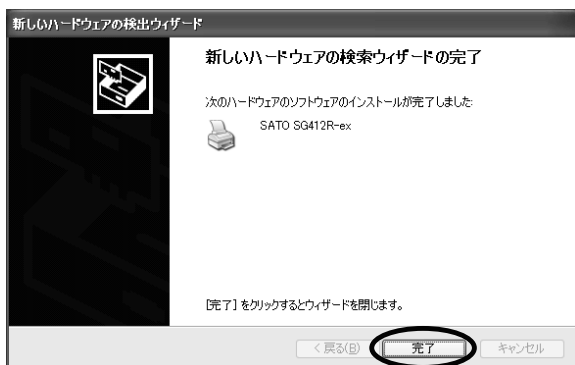 新しいハードウェアの検出ウィザード
新しいハードウェアの検索ウィザードの完了
次のハードウェアのソフトウェアのインストールが完了しました:
SATO SG412R-ex
[完了] をクリックするとウィザードを閉じます。
< 戻る(B)
完了
キャンセル